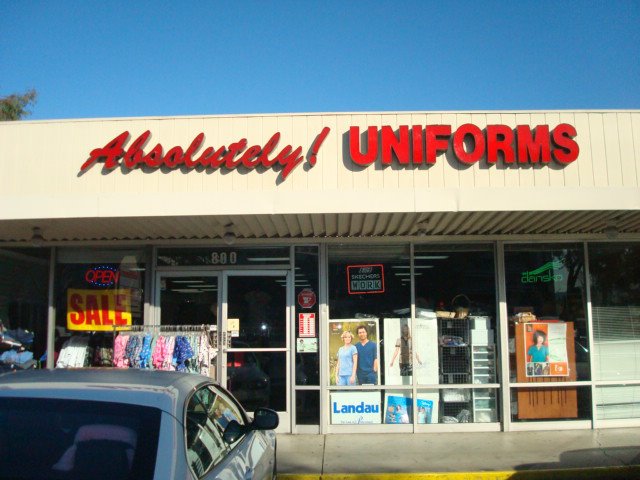 Absolutely! UNIFORMS
800
OPEN
SALE
SKECHERS
WORK
dansko
Landau